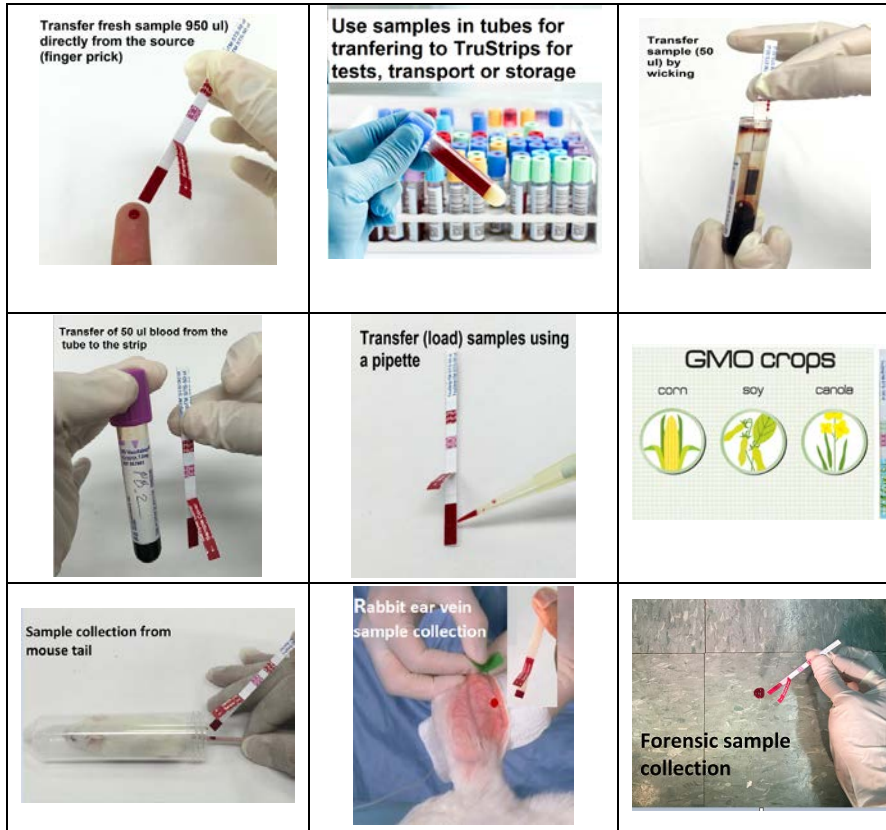 Transfer fresh sample 950 ul)
directly from the source
(finger prick)
Use samples in tubes for
tranfering to TruStrips for
tests, transport or storage
Transfer
sample (50
ul) by
wicking
Transfer of 50 ul blood from the
tube to the strip
Transfer (load) samples using
a pipette
GMO crops
corn
soy
canola
Sample collection from
mouse tail
Rabbit ear vein
sample collection
Forensic sample
collection